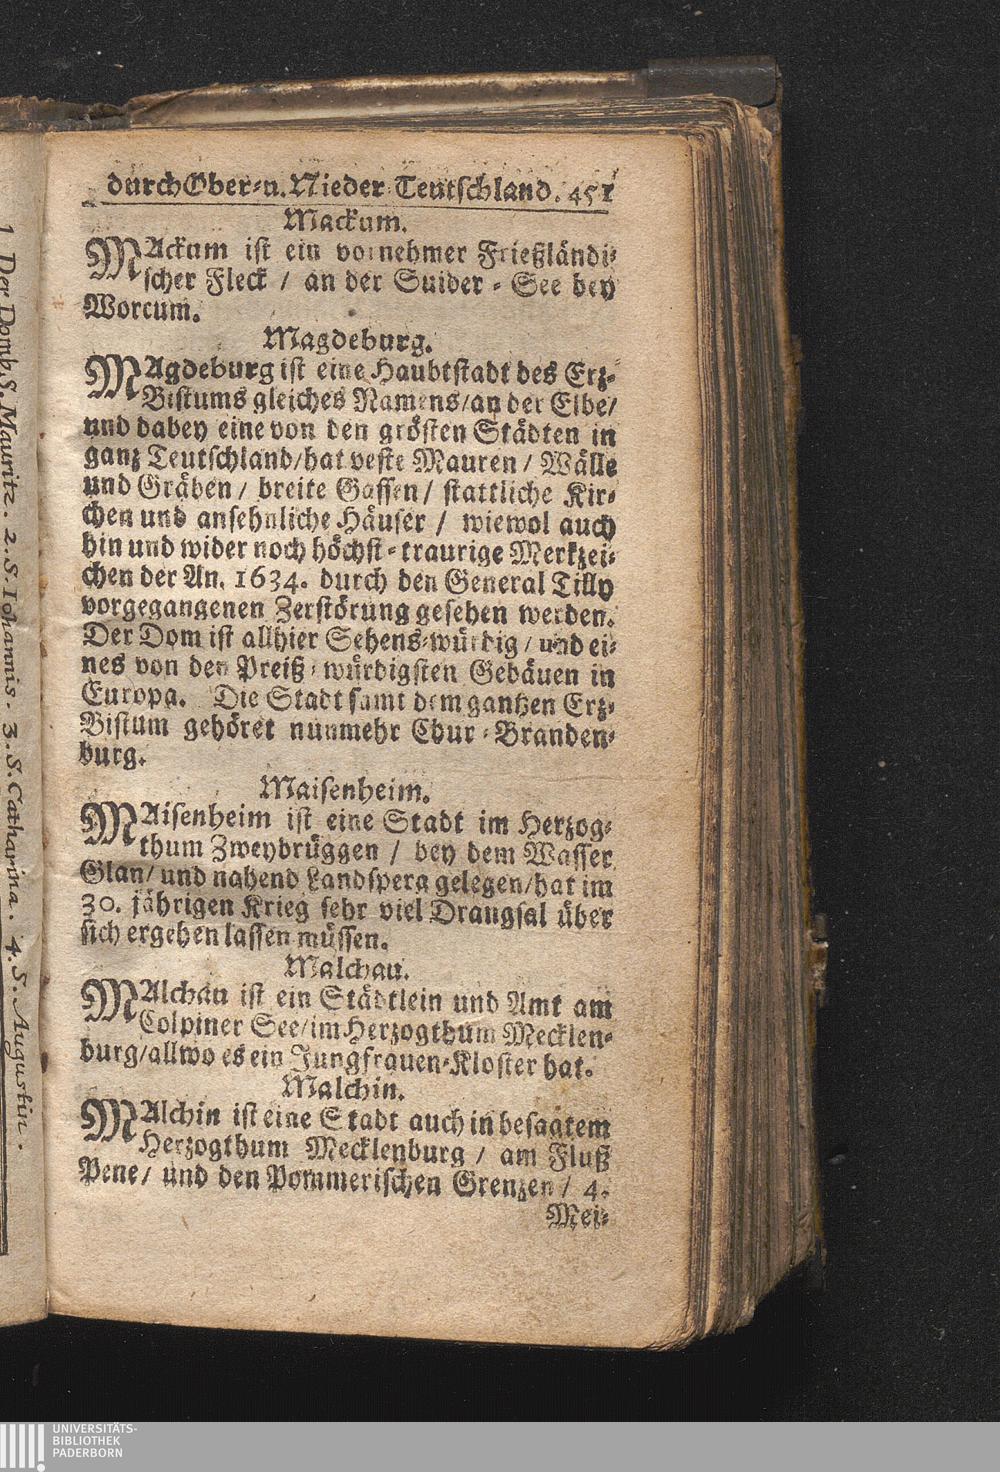 durch Ober-u. Nieder-Teutschland. 451
Mackum.
MAckum ist ein vornehmer Frießländi-
scher Fleck / an der Suider-See bey
Worcum.
Magdeburg.
MAgdeburg ist eine Haubtstadt des Erz-
Bistums gleiches Namens/an der Elbe/
und dabey eine von den grösten Städten in
ganz Teutschland/hat veste Mauren / Wälle
und Gräben / breite Gassen / stattliche Kir-
chen und ansehnliche Häuser / wiewol auch
hin und wider noch höchst-traurige Merkzei-
chen der An. 1634. durch den General Tilly
vorgegangenen Zerstörung gesehen werden.
Der Dom ist allhier Sehens-würdig / und ei-
nes von den Preiß-würdigsten Gebäuen in
Europa. Die Stadt samt dem gantzen Erz-
Bistum gehöret nunmehr Chur-Branden-
burg.
Maisenheim.
MAisenheim ist eine Stadt im Herzog-
thum Zweybrüggen / bey dem Wasser
Glan/ und nahend Landsperg gelegen/hat im
30. jährigen Krieg sehr viel Drangsal über
sich ergehen lassen müssen.
Malchau.
MAlchau ist ein Städtlein und Amt am
Colpiner See/im Herzogthum Mecklen-
burg/allwo es ein Jungfrauen-Kloster hat.
Malchin.
MAlchin ist eine Stadt auch in besagtem
Herzogthum Mecklenburg / am Fluß
Pene/ und den Pommerischen Grenzen / 4.
Mei-
1 Der Domb. S. Mauritz. 2. S. Iohannis. 3. S. Catharina. 4. S. Augustin.
UNIVERSITÄTS-
BIBLIOTHEK
PADERBORN